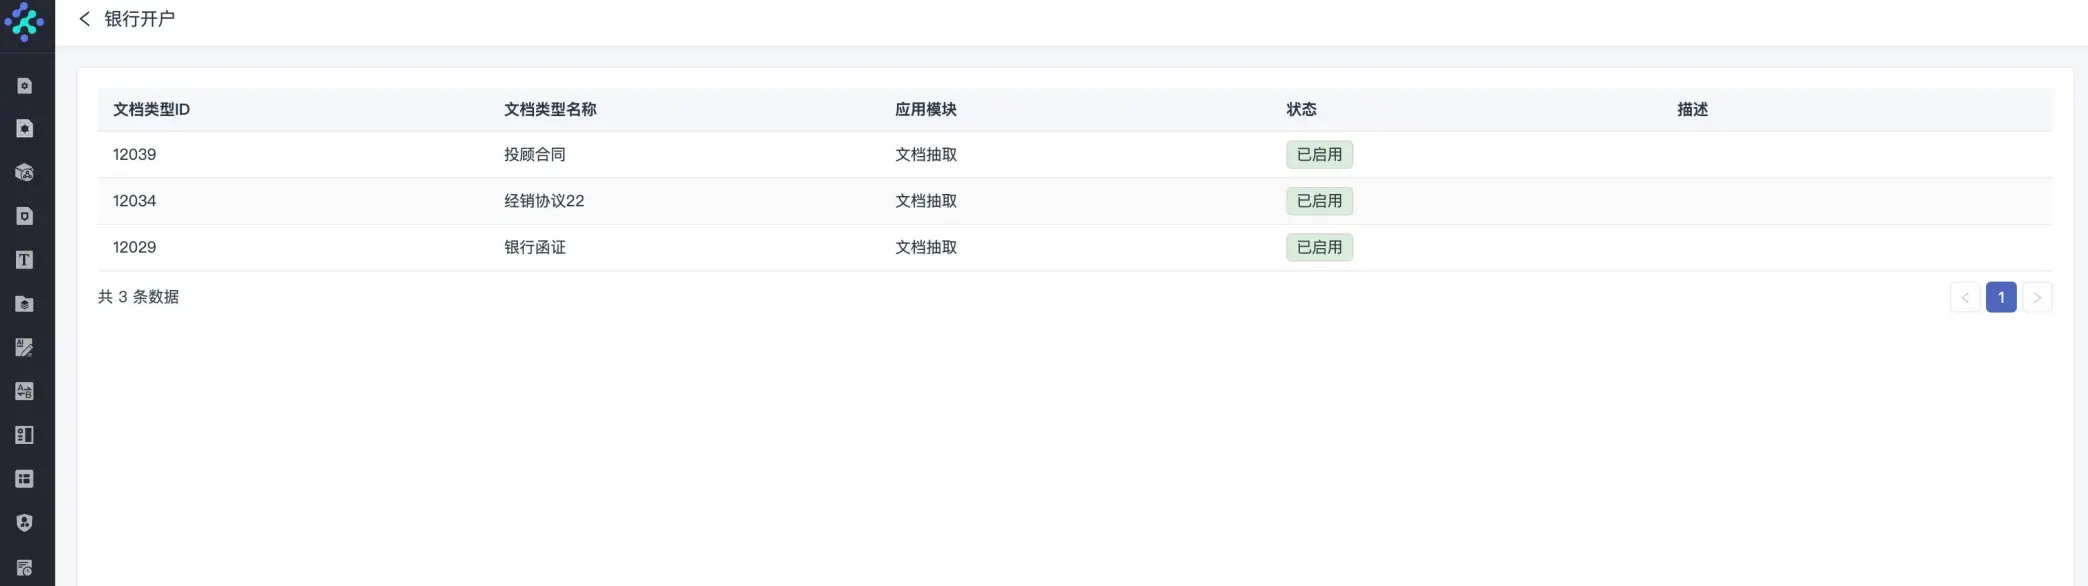 银行开户
文档类型ID 文档类型名称 应用模块 状态 描述
12039 投顾合同 文档抽取 已启用
12034 经销协议22 文档抽取 已启用
12029 银行函证 文档抽取 已启用
共 3 条数据 1